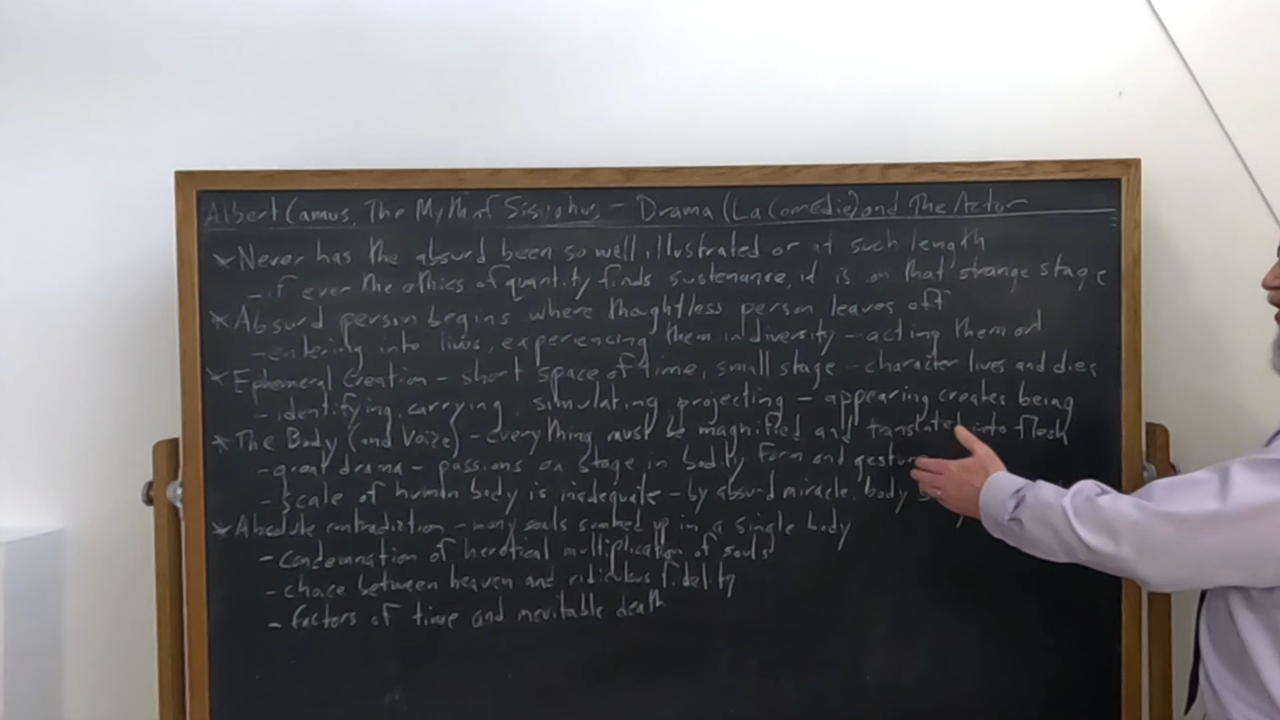 Albert Camus, The Myth of Sisyphus - Drama (La Comedie) and The Actor
* Never has the absurd been so well illustrated or at such length
- if ever the ethics of quantity finds sustenance, it is on that strange stage
* Absurd person begins where thoughtless person leaves off
- entering into lives, experiencing them in diversity - acting them out
* Ephemeral Creation - short space of time, small stage - character lives and dies
- identifying, carrying, simulating, projecting - appearing creates being
* The Body (and Voice) - everything must be magnified and translated into flesh
- great drama - passions on stage in bodily form and gesture
- scale of human body is inadequate - by absurd miracle, body
* Absolute contradiction - many souls summed up in a single body
- condemnation of heretical multiplication of souls
- choice between heaven and ridiculous fidelity
- factors of time and inevitable death